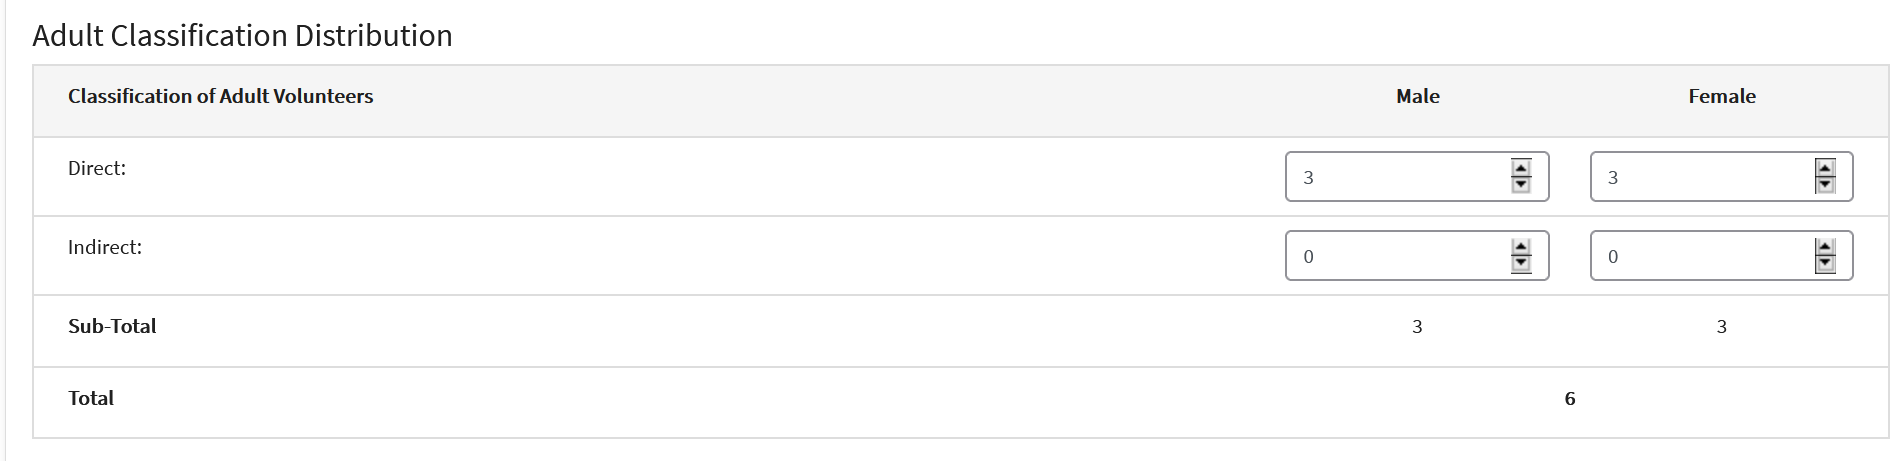 Adult Classification Distribution
Classification of Adult Volunteers Male Female
Direct: 3 3
Indirect: 0 0
Sub-Total 3 3
Total 6